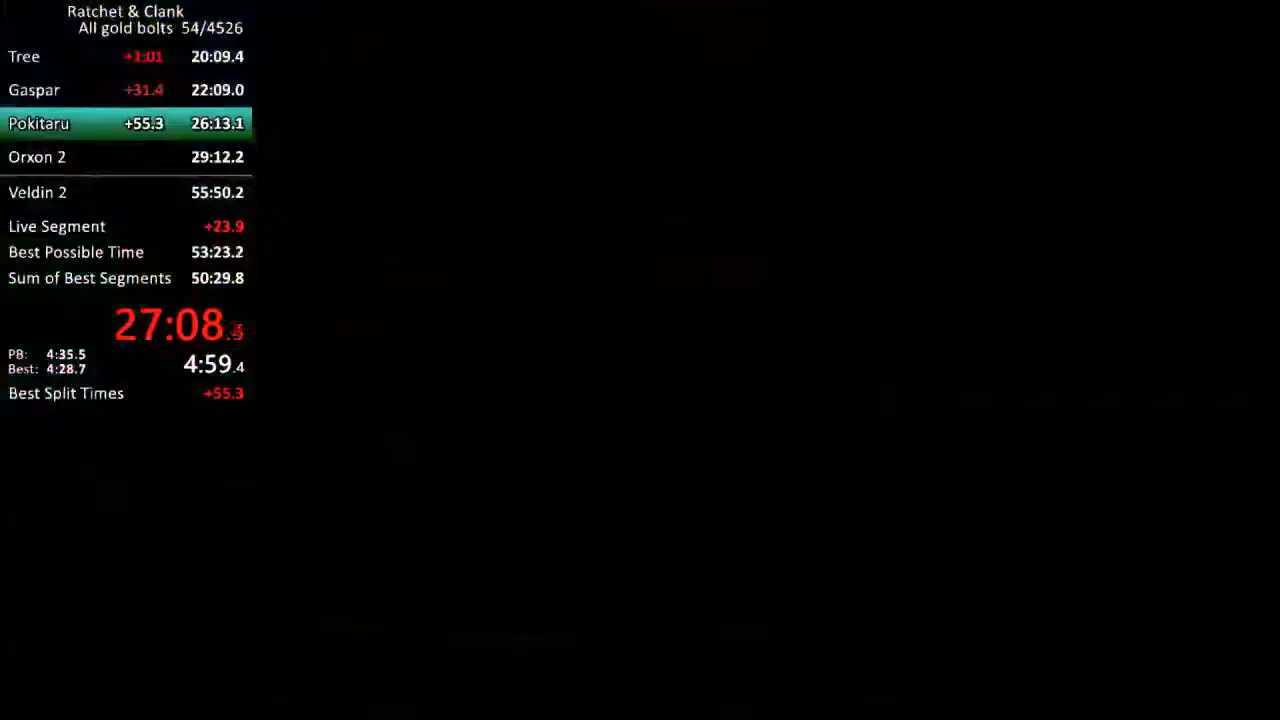 Ratchet & Clank
All gold bolts 54/4526
Tree +1:01 20:09.4
Gaspar +31.4 22:09.0
Pokitaru +55.3 26:13.1
Orxon 2 29:12.2
Veldin 2 55:50.2
Live Segment +23.9
Best Possible Time 53:23.2
Sum of Best Segments 50:29.8
27:08
PB: 4:35.5
Best: 4:28.7
4:59.4
Best Split Times +55.3